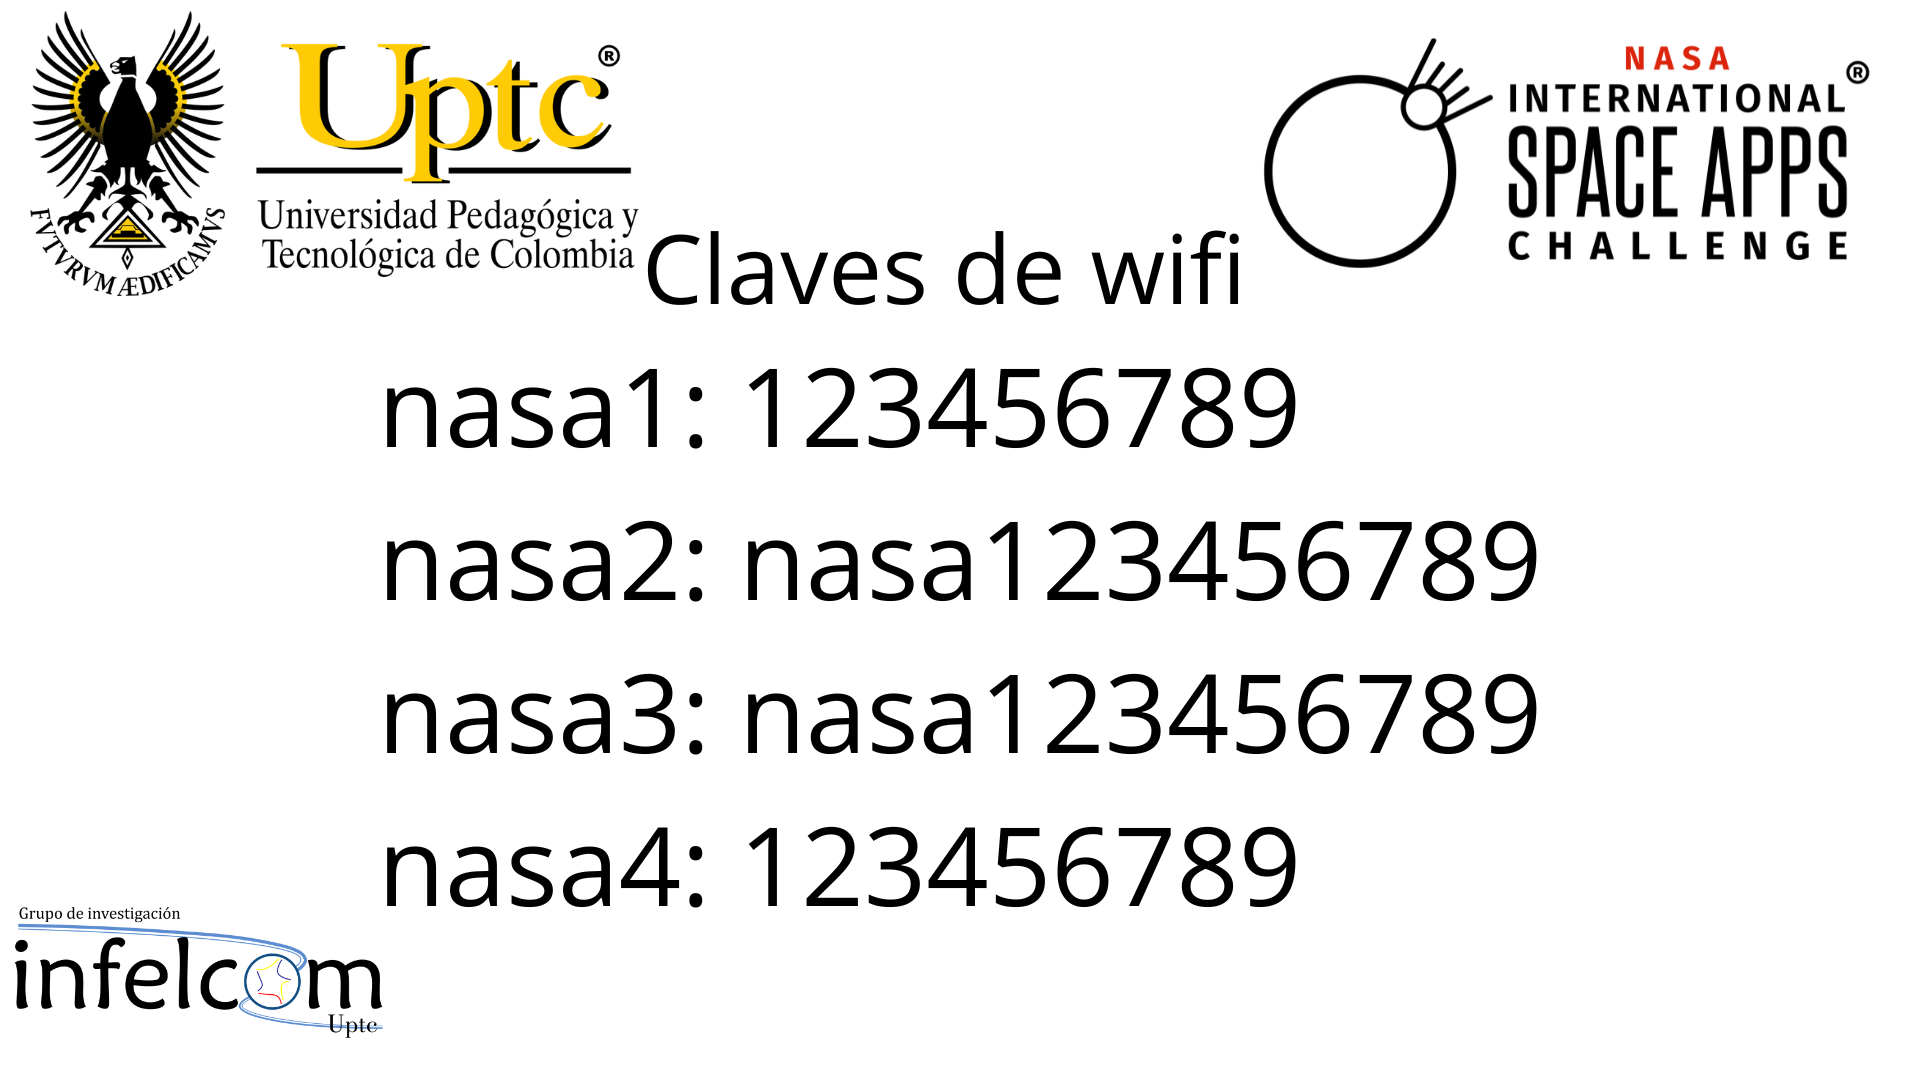 Uptc®
Universidad Pedagógica y
Tecnológica de Colombia
FVTVRVM ÆDIFICAMVS
NASA
INTERNATIONAL®
SPACE APPS
CHALLENGE
Claves de wifi
nasa1: 123456789
nasa2: nasa123456789
nasa3: nasa123456789
nasa4: 123456789
Grupo de investigación
infelcom
Uptc